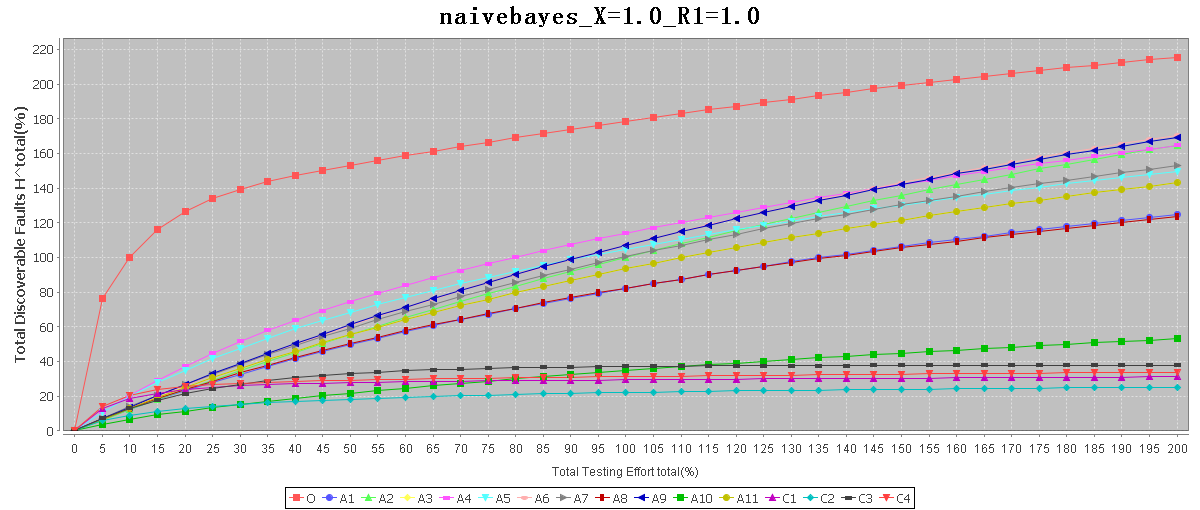 naivebayes_X=1.0_R1=1.0
Total Discoverable Faults H^total(%)
220
200
180
160
140
120
100
80
60
40
20
0
0 5 10 15 20 25 30 35 40 45 50 55 60 65 70 75 80 85 90 95 100 105 110 115 120 125 130 135 140 145 150 155 160 165 170 175 180 185 190 195 200
Total Testing Effort total(%)
O A1 A2 A3 A4 A5 A6 A7 A8 A9 A10 A11 C1 C2 C3 C4